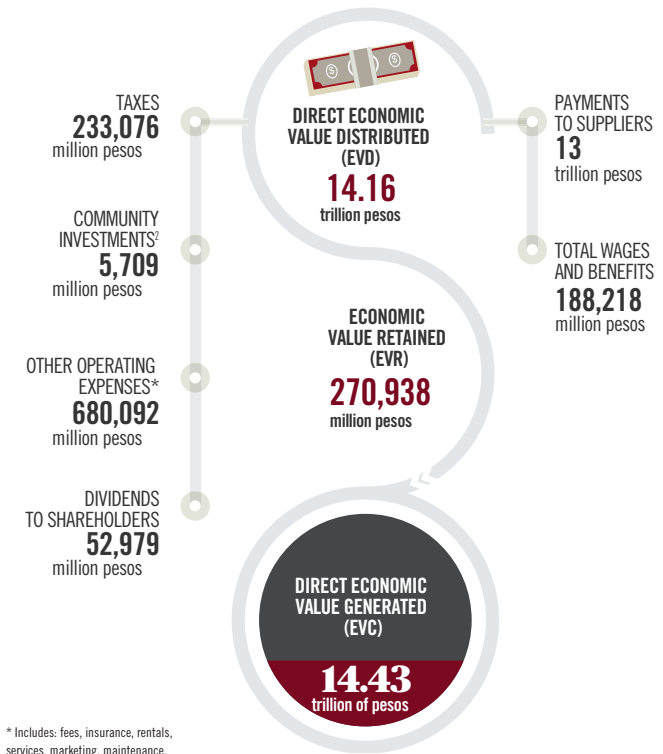 TAXES
233,076
million pesos
COMMUNITY
INVESTMENTS²
5,709
million pesos
OTHER OPERATING
EXPENSES*
680,092
million pesos
DIVIDENDS
TO SHAREHOLDERS
52,979
million pesos
DIRECT ECONOMIC
VALUE DISTRIBUTED
(EVD)
14.16
trillion pesos
PAYMENTS
TO SUPPLIERS
13
trillion pesos
TOTAL WAGES
AND BENEFITS
188,218
million pesos
ECONOMIC
VALUE RETAINED
(EVR)
270,938
million pesos
DIRECT ECONOMIC
VALUE GENERATED
(EVC)
14.43
trillion of pesos
* Includes: fees, insurance, rentals,
services, marketing, maintenance,